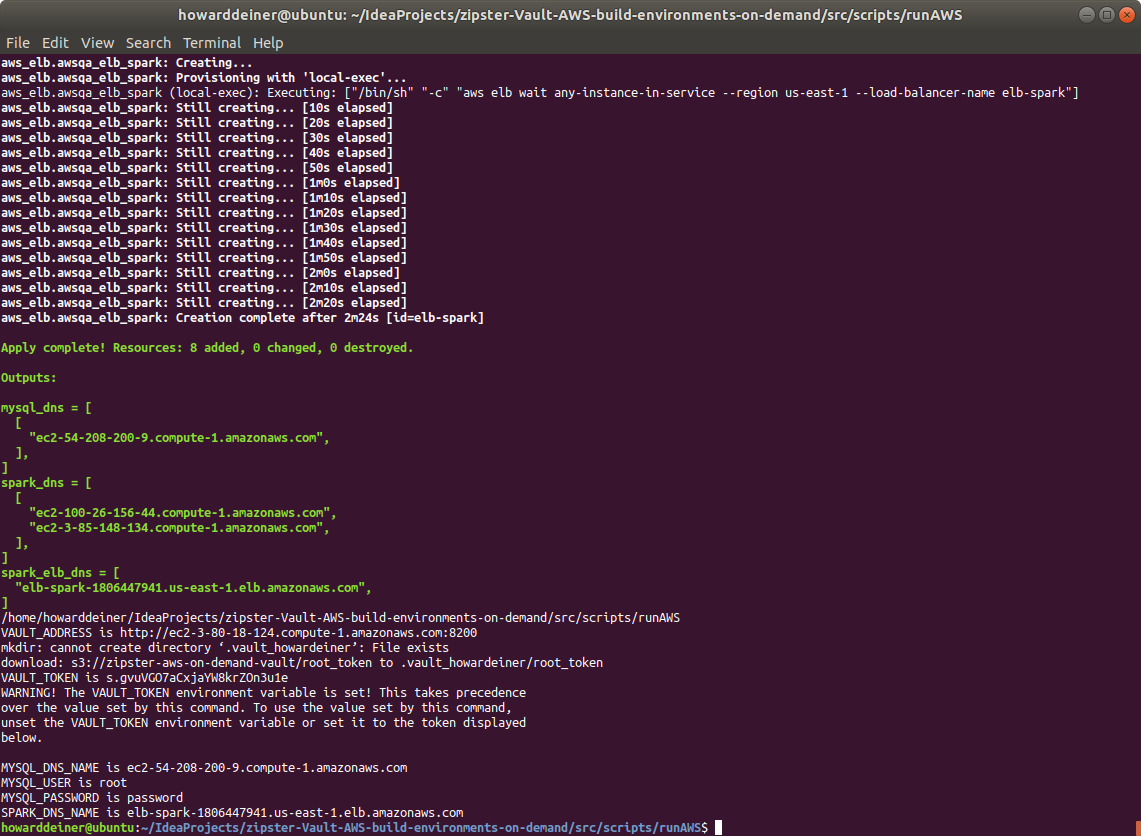 howarddeiner@ubuntu: ~/IdeaProjects/zipster-Vault-AWS-build-environments-on-demand/src/scripts/runAWS
File Edit View Search Terminal Help
aws_elb.awsqa_elb_spark: Creating...
aws_elb.awsqa_elb_spark: Provisioning with 'local-exec'...
aws_elb.awsqa_elb_spark (local-exec): Executing: ["/bin/sh" "-c" "aws elb wait any-instance-in-service --region us-east-1 --load-balancer-name elb-spark"]
aws_elb.awsqa_elb_spark: Still creating... [10s elapsed]
aws_elb.awsqa_elb_spark: Still creating... [20s elapsed]
aws_elb.awsqa_elb_spark: Still creating... [30s elapsed]
aws_elb.awsqa_elb_spark: Still creating... [40s elapsed]
aws_elb.awsqa_elb_spark: Still creating... [50s elapsed]
aws_elb.awsqa_elb_spark: Still creating... [1m0s elapsed]
aws_elb.awsqa_elb_spark: Still creating... [1m10s elapsed]
aws_elb.awsqa_elb_spark: Still creating... [1m20s elapsed]
aws_elb.awsqa_elb_spark: Still creating... [1m30s elapsed]
aws_elb.awsqa_elb_spark: Still creating... [1m40s elapsed]
aws_elb.awsqa_elb_spark: Still creating... [1m50s elapsed]
aws_elb.awsqa_elb_spark: Still creating... [2m0s elapsed]
aws_elb.awsqa_elb_spark: Still creating... [2m10s elapsed]
aws_elb.awsqa_elb_spark: Still creating... [2m20s elapsed]
aws_elb.awsqa_elb_spark: Creation complete after 2m24s [id=elb-spark]
Apply complete! Resources: 8 added, 0 changed, 0 destroyed.
Outputs:
mysql_dns = [
[
"ec2-54-208-200-9.compute-1.amazonaws.com",
],
]
spark_dns = [
[
"ec2-100-26-156-44.compute-1.amazonaws.com",
"ec2-3-85-148-134.compute-1.amazonaws.com",
],
]
spark_elb_dns = [
"elb-spark-1806447941.us-east-1.elb.amazonaws.com",
]
/home/howarddeiner/IdeaProjects/zipster-Vault-AWS-build-environments-on-demand/src/scripts/runAWS
VAULT_ADDRESS is http://ec2-3-80-18-124.compute-1.amazonaws.com:8200
mkdir: cannot create directory ‘.vault_howardeiner’: File exists
download: s3://zipster-aws-on-demand-vault/root_token to .vault_howardeiner/root_token
VAULT_TOKEN is s.gvuVGO7aCxjaYW8krZOn3u1e
WARNING! The VAULT_TOKEN environment variable is set! This takes precedence
over the value set by this command. To use the value set by this command,
unset the VAULT_TOKEN environment variable or set it to the token displayed
below.
MYSQL_DNS_NAME is ec2-54-208-200-9.compute-1.amazonaws.com
MYSQL_USER is root
MYSQL_PASSWORD is password
SPARK_DNS_NAME is elb-spark-1806447941.us-east-1.elb.amazonaws.com
howarddeiner@ubuntu:~/IdeaProjects/zipster-Vault-AWS-build-environments-on-demand/src/scripts/runAWS$